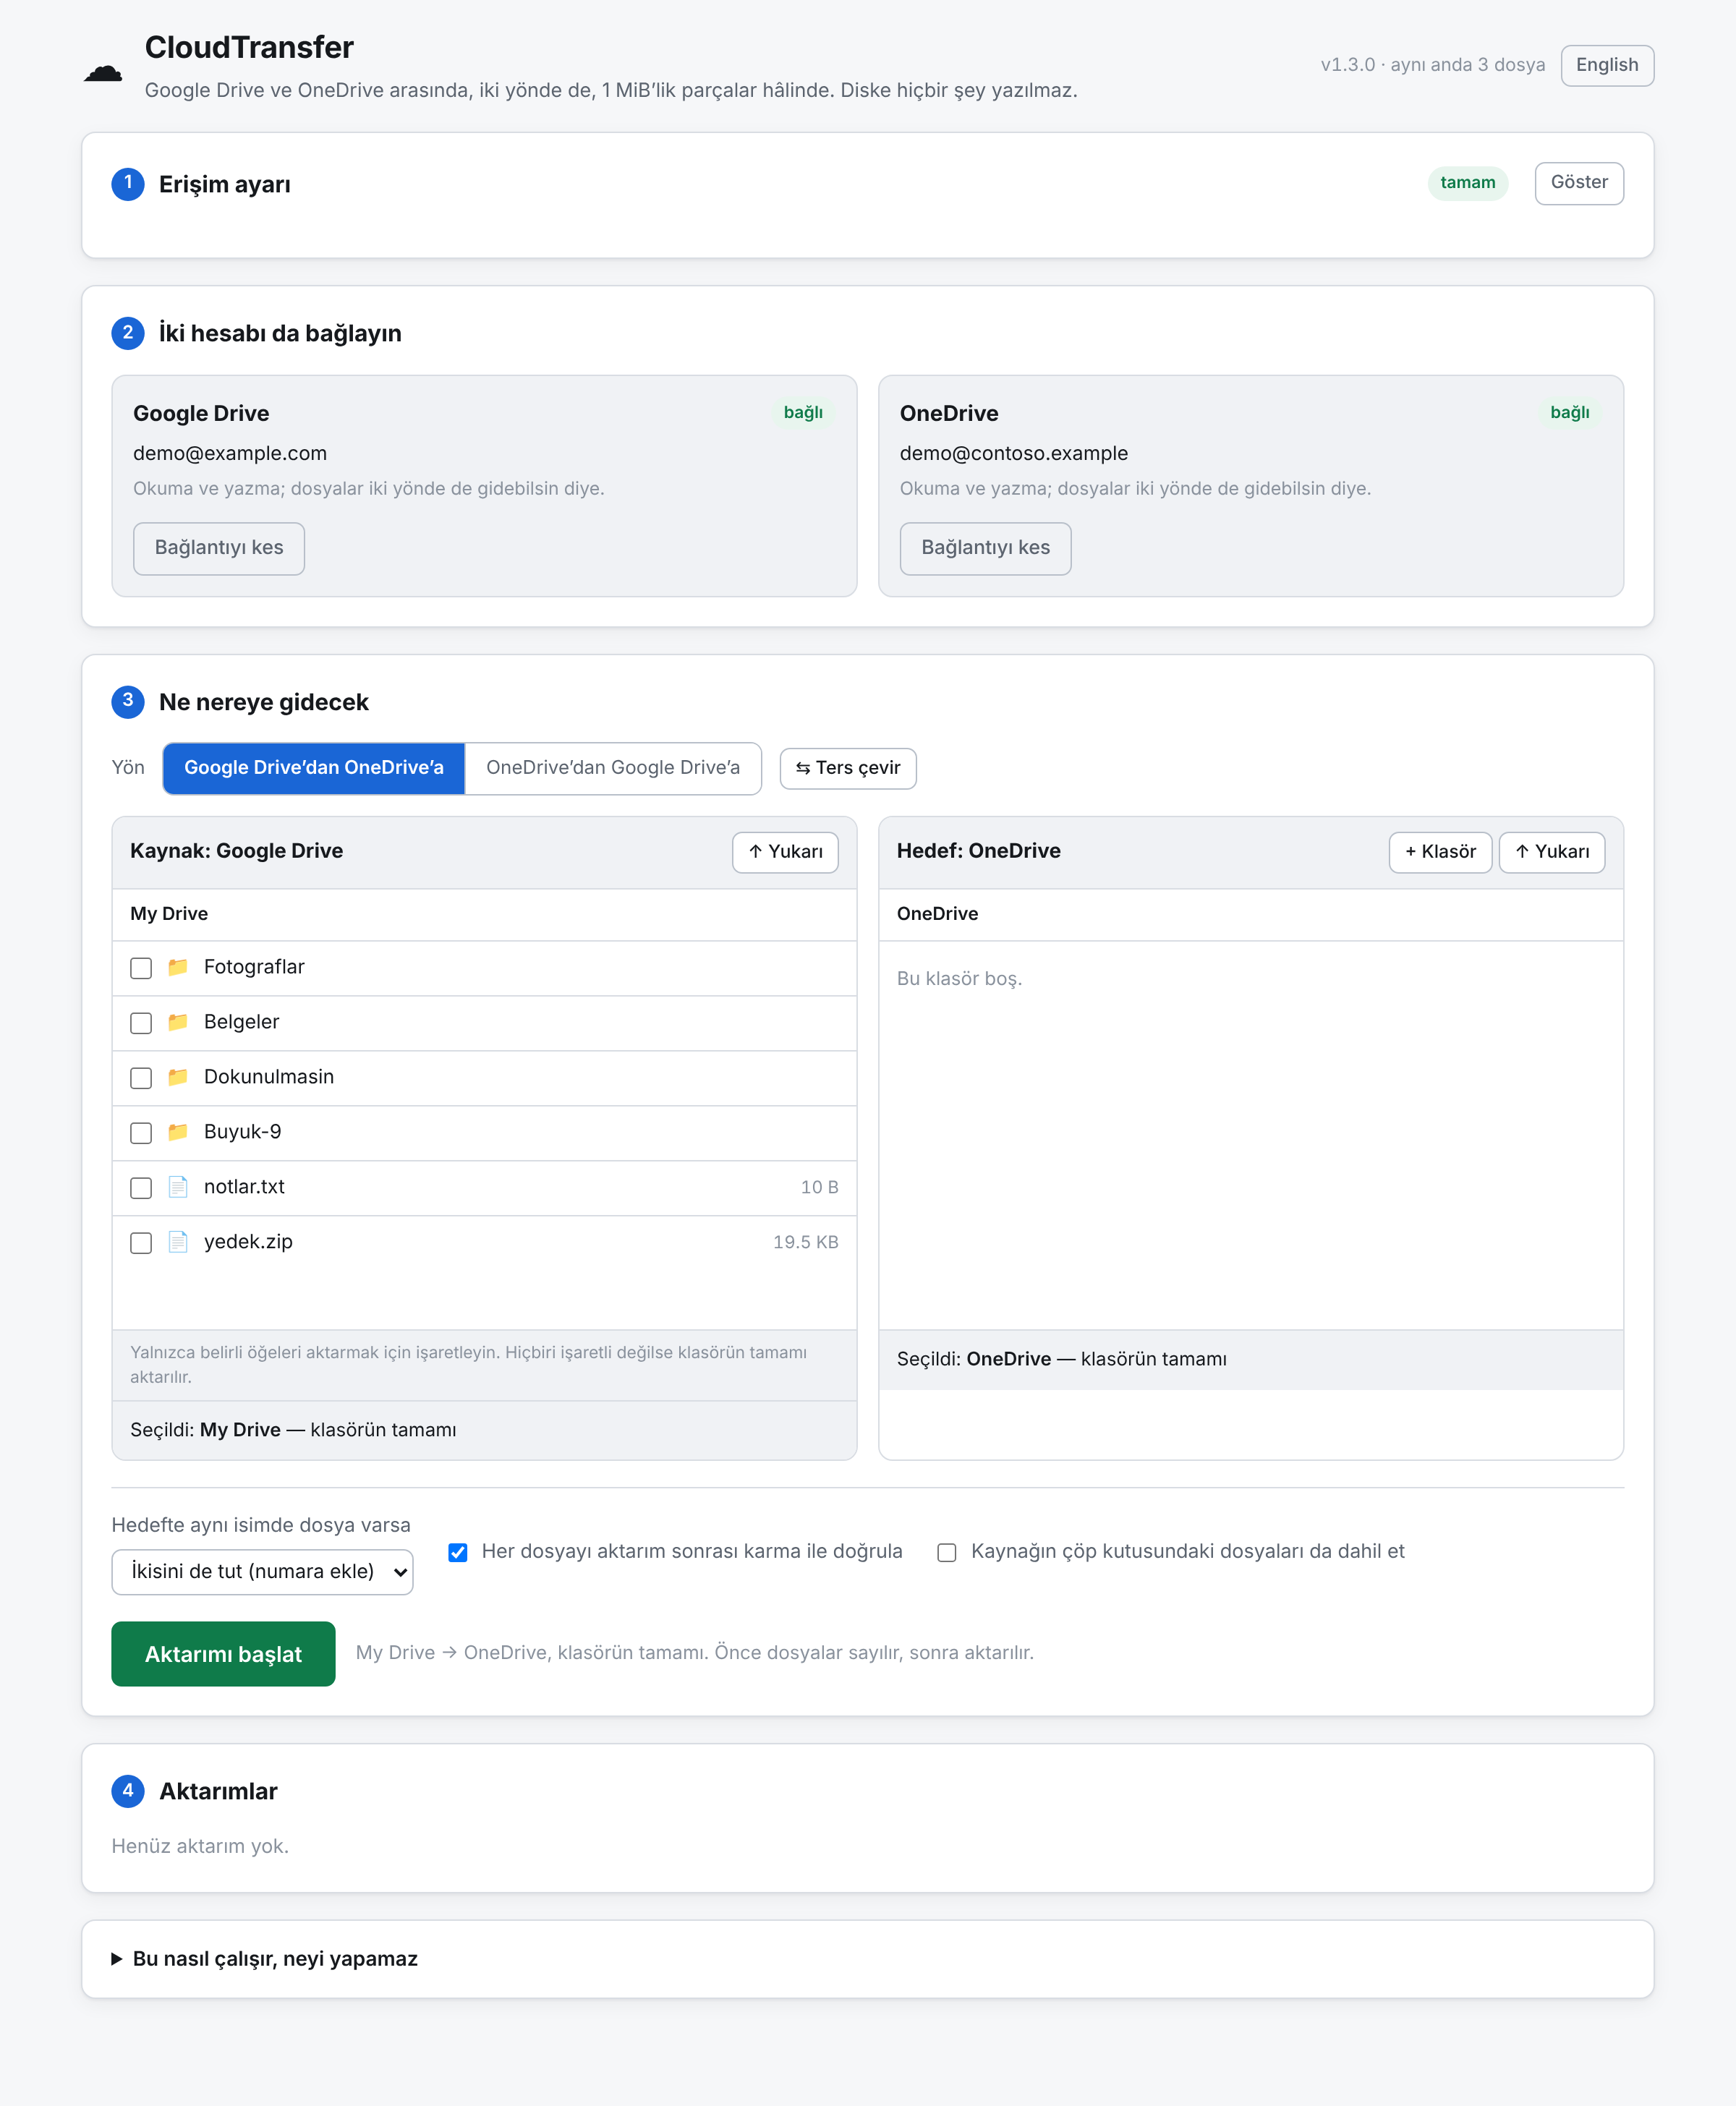 CloudTransfer
Google Drive ve OneDrive arasında, iki yönde de, 1 MiB’lik parçalar hâlinde. Diske hiçbir şey yazılmaz.
v1.3.0 · aynı anda 3 dosya
English
1 Erişim ayarı
tamam
Göster
2 İki hesabı da bağlayın
Google Drive
bağlı
demo@example.com
Okuma ve yazma; dosyalar iki yönde de gidebilsin diye.
Bağlantıyı kes
OneDrive
bağlı
demo@contoso.example
Okuma ve yazma; dosyalar iki yönde de gidebilsin diye.
Bağlantıyı kes
3 Ne nereye gidecek
Yön
Google Drive’dan OneDrive’a
OneDrive’dan Google Drive’a
⇆ Ters çevir
Kaynak: Google Drive
↑ Yukarı
My Drive
Fotograflar
Belgeler
Dokunulmasin
Buyuk-9
notlar.txt 10 B
yedek.zip 19.5 KB
Yalnızca belirli öğeleri aktarmak için işaretleyin. Hiçbiri işaretli değilse klasörün tamamı
aktarılır.
Seçildi: My Drive — klasörün tamamı
Hedef: OneDrive
+ Klasör
↑ Yukarı
OneDrive
Bu klasör boş.
Seçildi: OneDrive — klasörün tamamı
Hedefte aynı isimde dosya varsa
İkisini de tut (numara ekle)
Her dosyayı aktarım sonrası karma ile doğrula
Kaynağın çöp kutusundaki dosyaları da dahil et
Aktarımı başlat
My Drive → OneDrive, klasörün tamamı. Önce dosyalar sayılır, sonra aktarılır.
4 Aktarımlar
Henüz aktarım yok.
Bu nasıl çalışır, neyi yapamaz